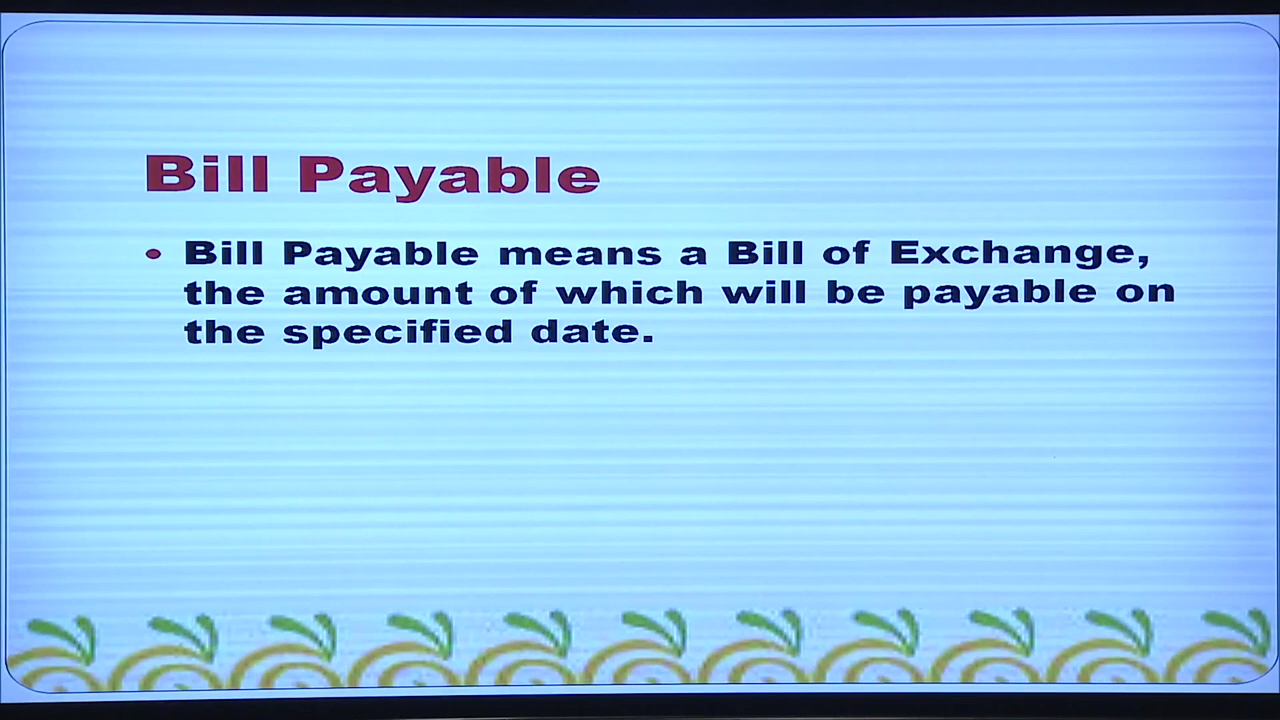 Bill Payable
• Bill Payable means a Bill of Exchange,
the amount of which will be payable on
the specified date.